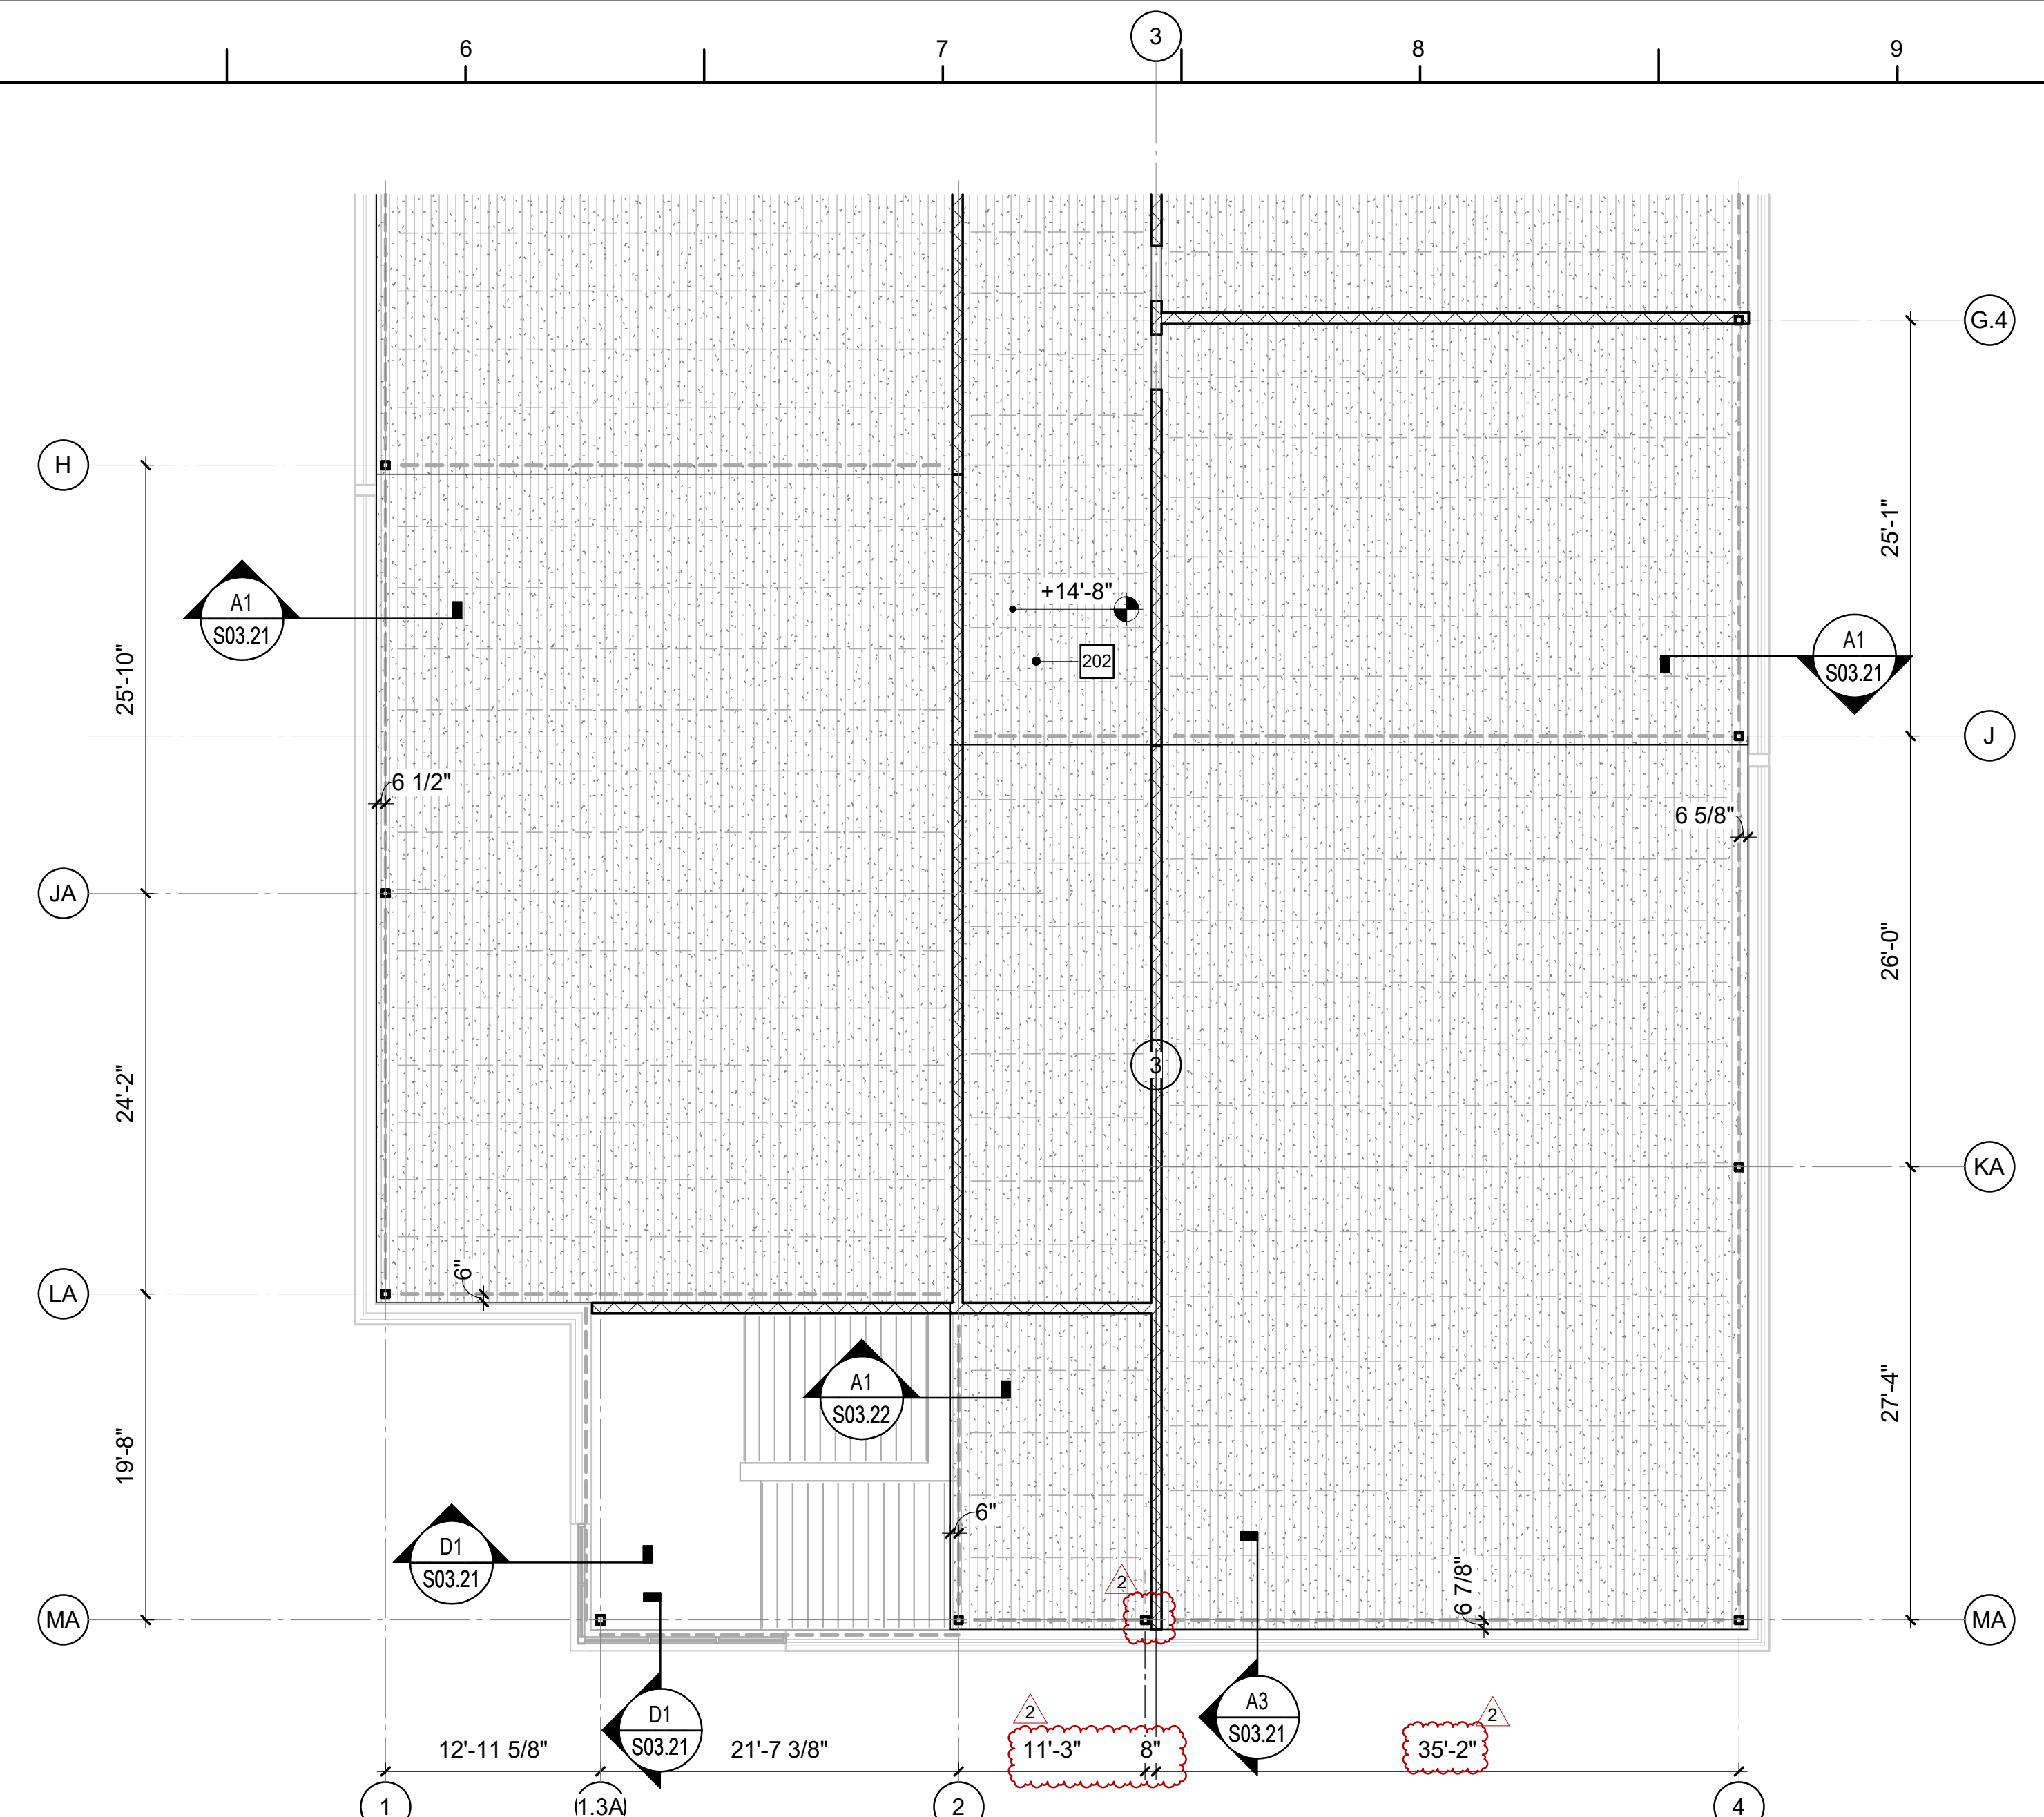 3
6
7
8
9
G.4
H
25'-1"
+14'-8"
A1
S03.21
A1
S03.21
202
25'-10"
J
6 1/2"
6 5/8"
JA
26'-0"
3
24'-2"
KA
6"
LA
A1
S03.22
27'-4"
19'-8"
6"
D1
S03.21
6 7/8"
2
MA
MA
2
2
A3
S03.21
D1
S03.21
12'-11 5/8"
21'-7 3/8"
11'-3"
8"
35'-2"
1
1.3A
2
4